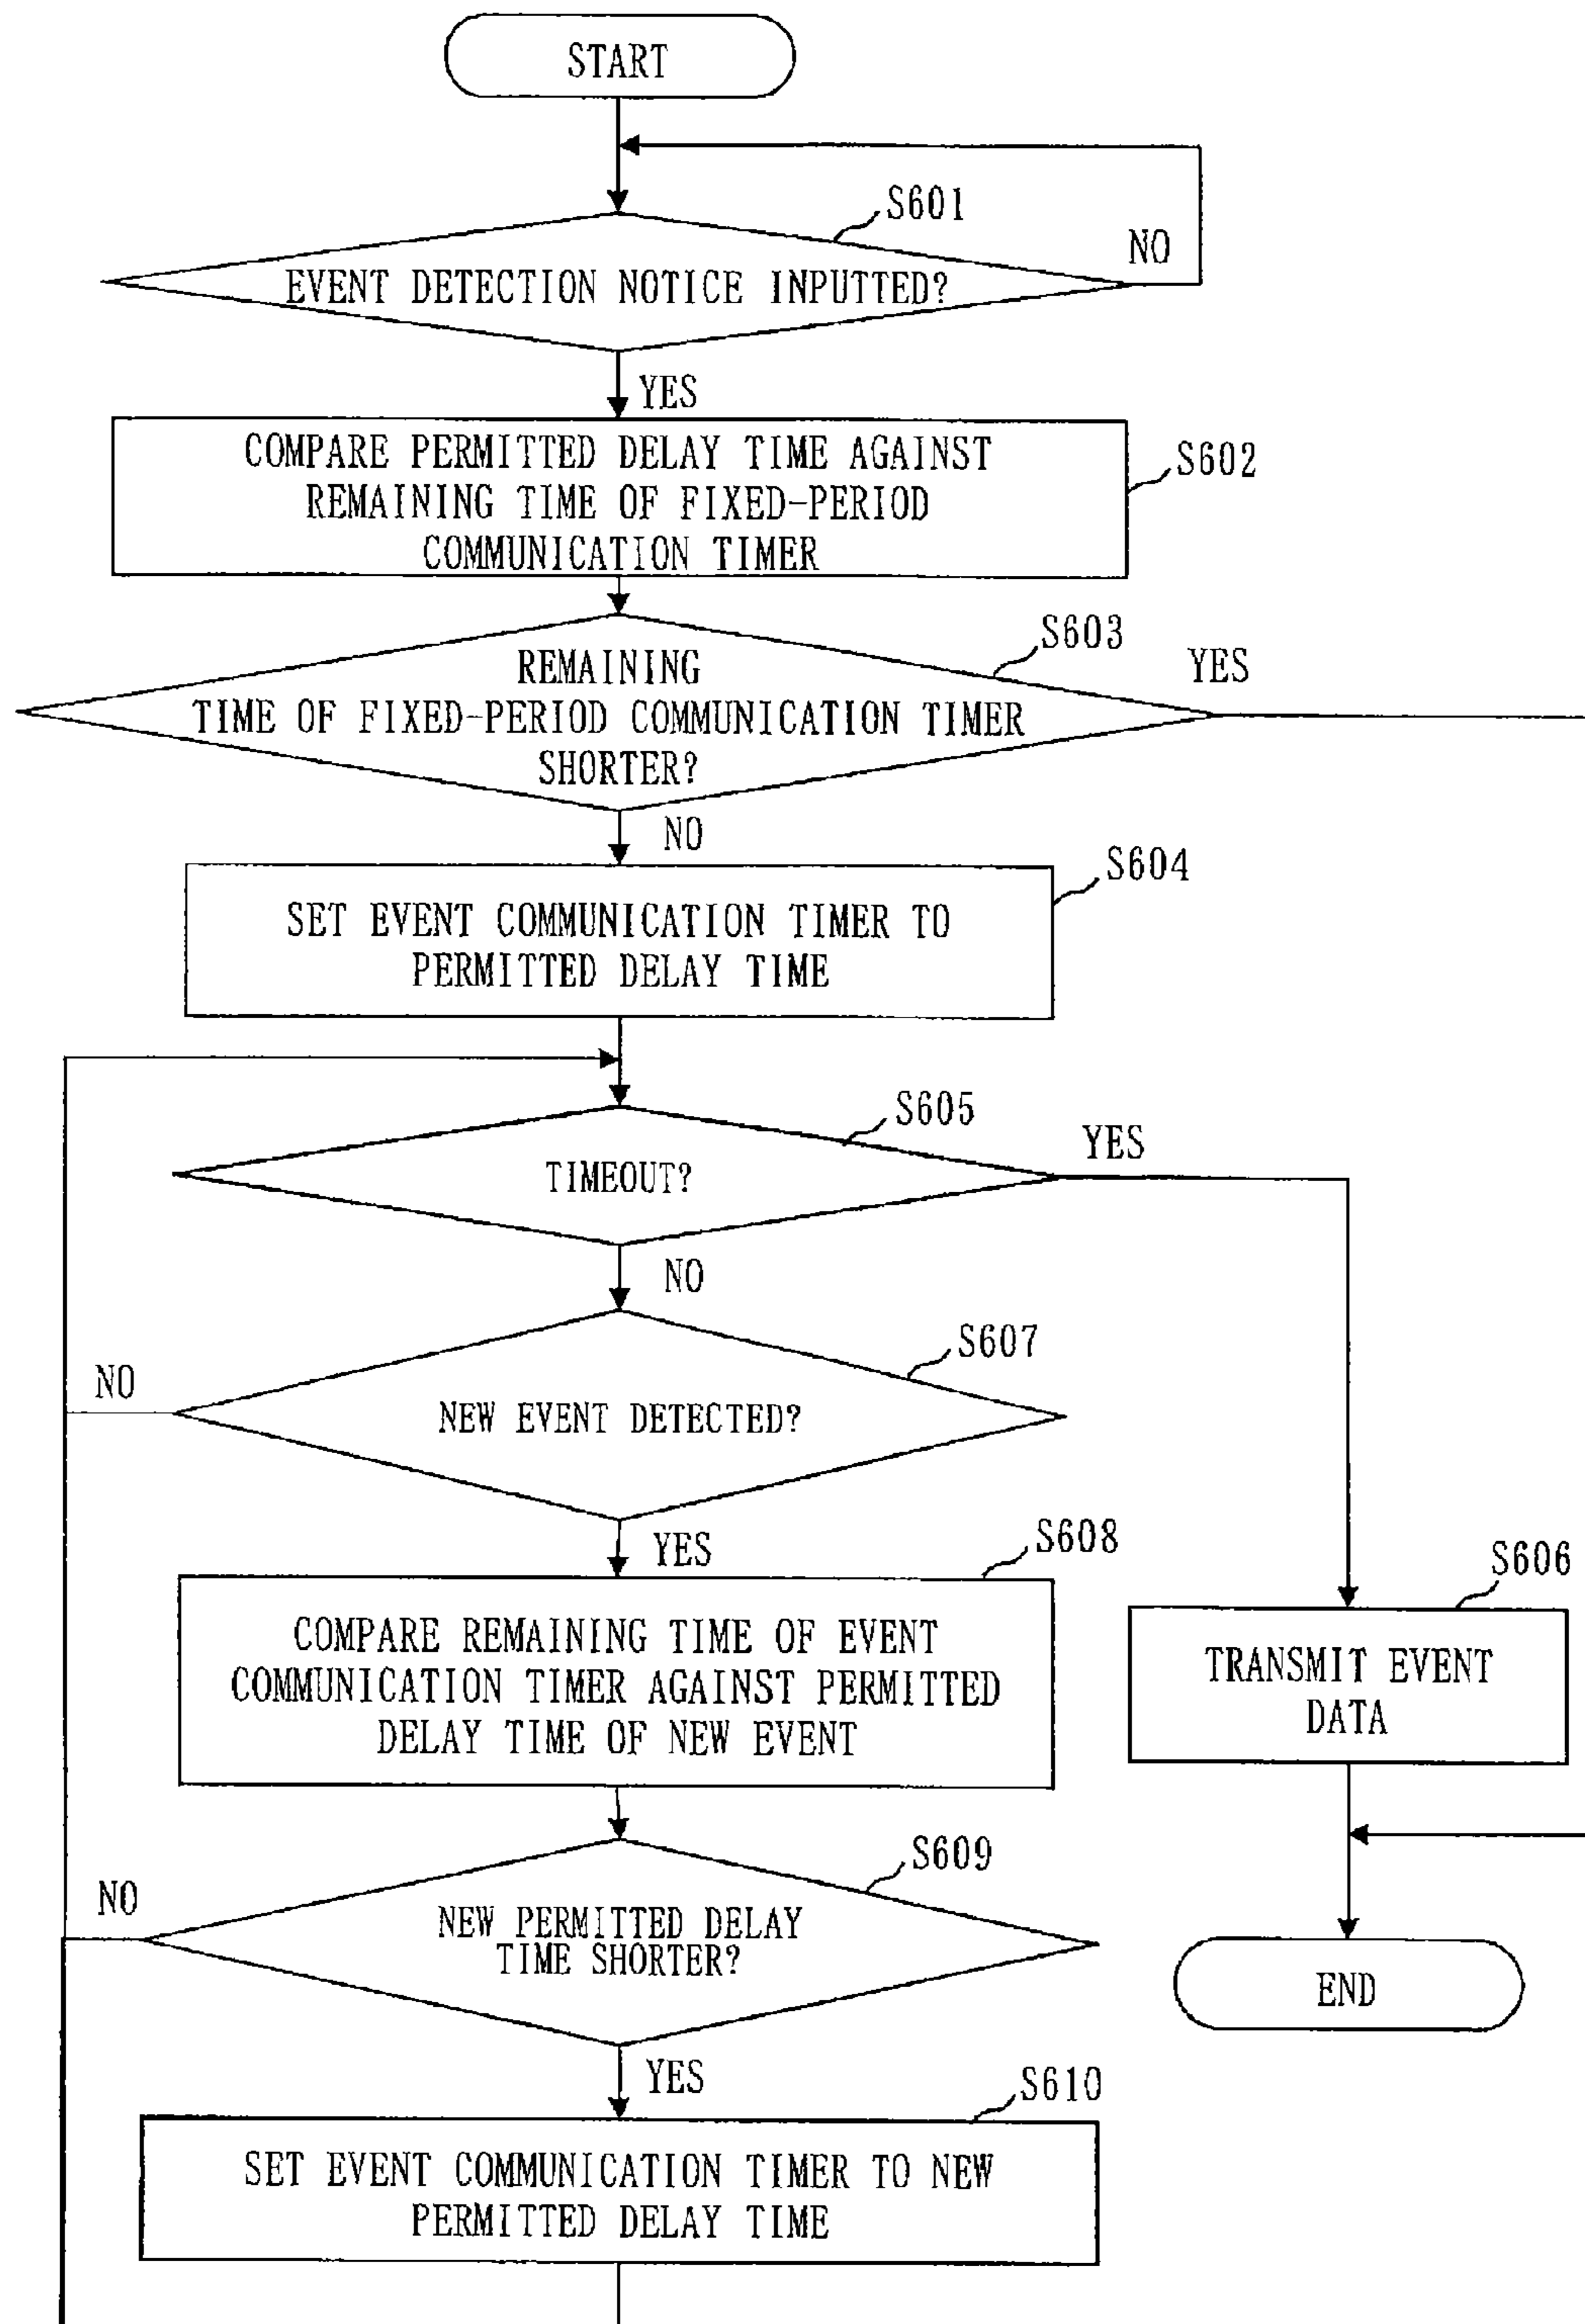 START
S601
NO
EVENT DETECTION NOTICE INPUTTED?
YES
COMPARE PERMITTED DELAY TIME AGAINST
REMAINING TIME OF FIXED-PERIOD
COMMUNICATION TIMER
S602
S603
YES
REMAINING
TIME OF FIXED-PERIOD COMMUNICATION TIMER
SHORTER?
NO
S604
SET EVENT COMMUNICATION TIMER TO
PERMITTED DELAY TIME
S605
YES
TIMEOUT?
NO
S607
NO
NEW EVENT DETECTED?
YES
S608
COMPARE REMAINING TIME OF EVENT
COMMUNICATION TIMER AGAINST PERMITTED
DELAY TIME OF NEW EVENT
S606
TRANSMIT EVENT
DATA
S609
NO
NEW PERMITTED DELAY
TIME SHORTER?
END
YES
S610
SET EVENT COMMUNICATION TIMER TO NEW
PERMITTED DELAY TIME